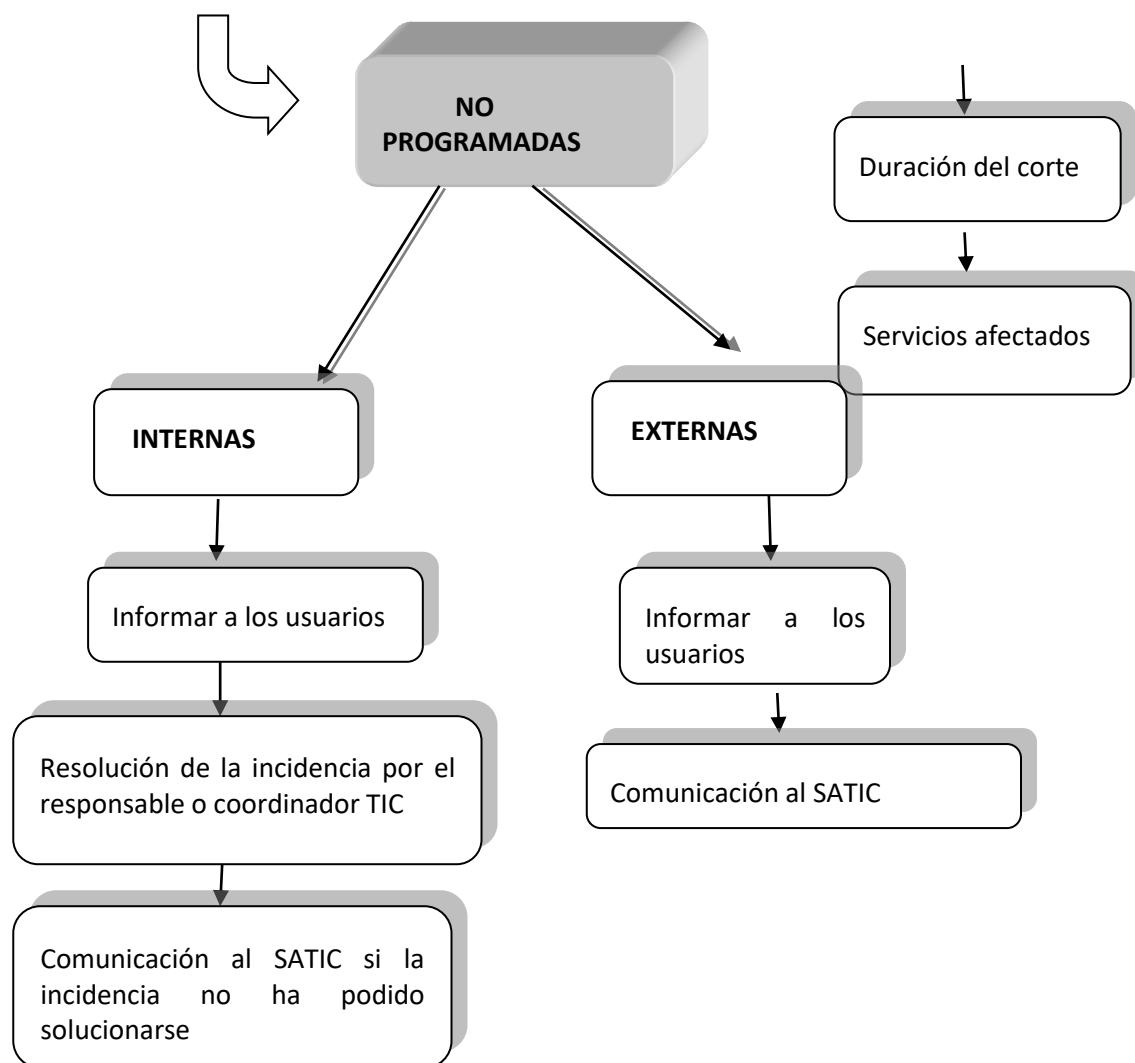 NO
PROGRAMADAS
Duración del corte
Servicios afectados
INTERNAS
EXTERNAS
Informar a los usuarios
Informar a los
usuarios
Resolución de la incidencia por el
responsable o coordinador TIC
Comunicación al SATIC
Comunicación al SATIC si la
incidencia no ha podido
solucionarse